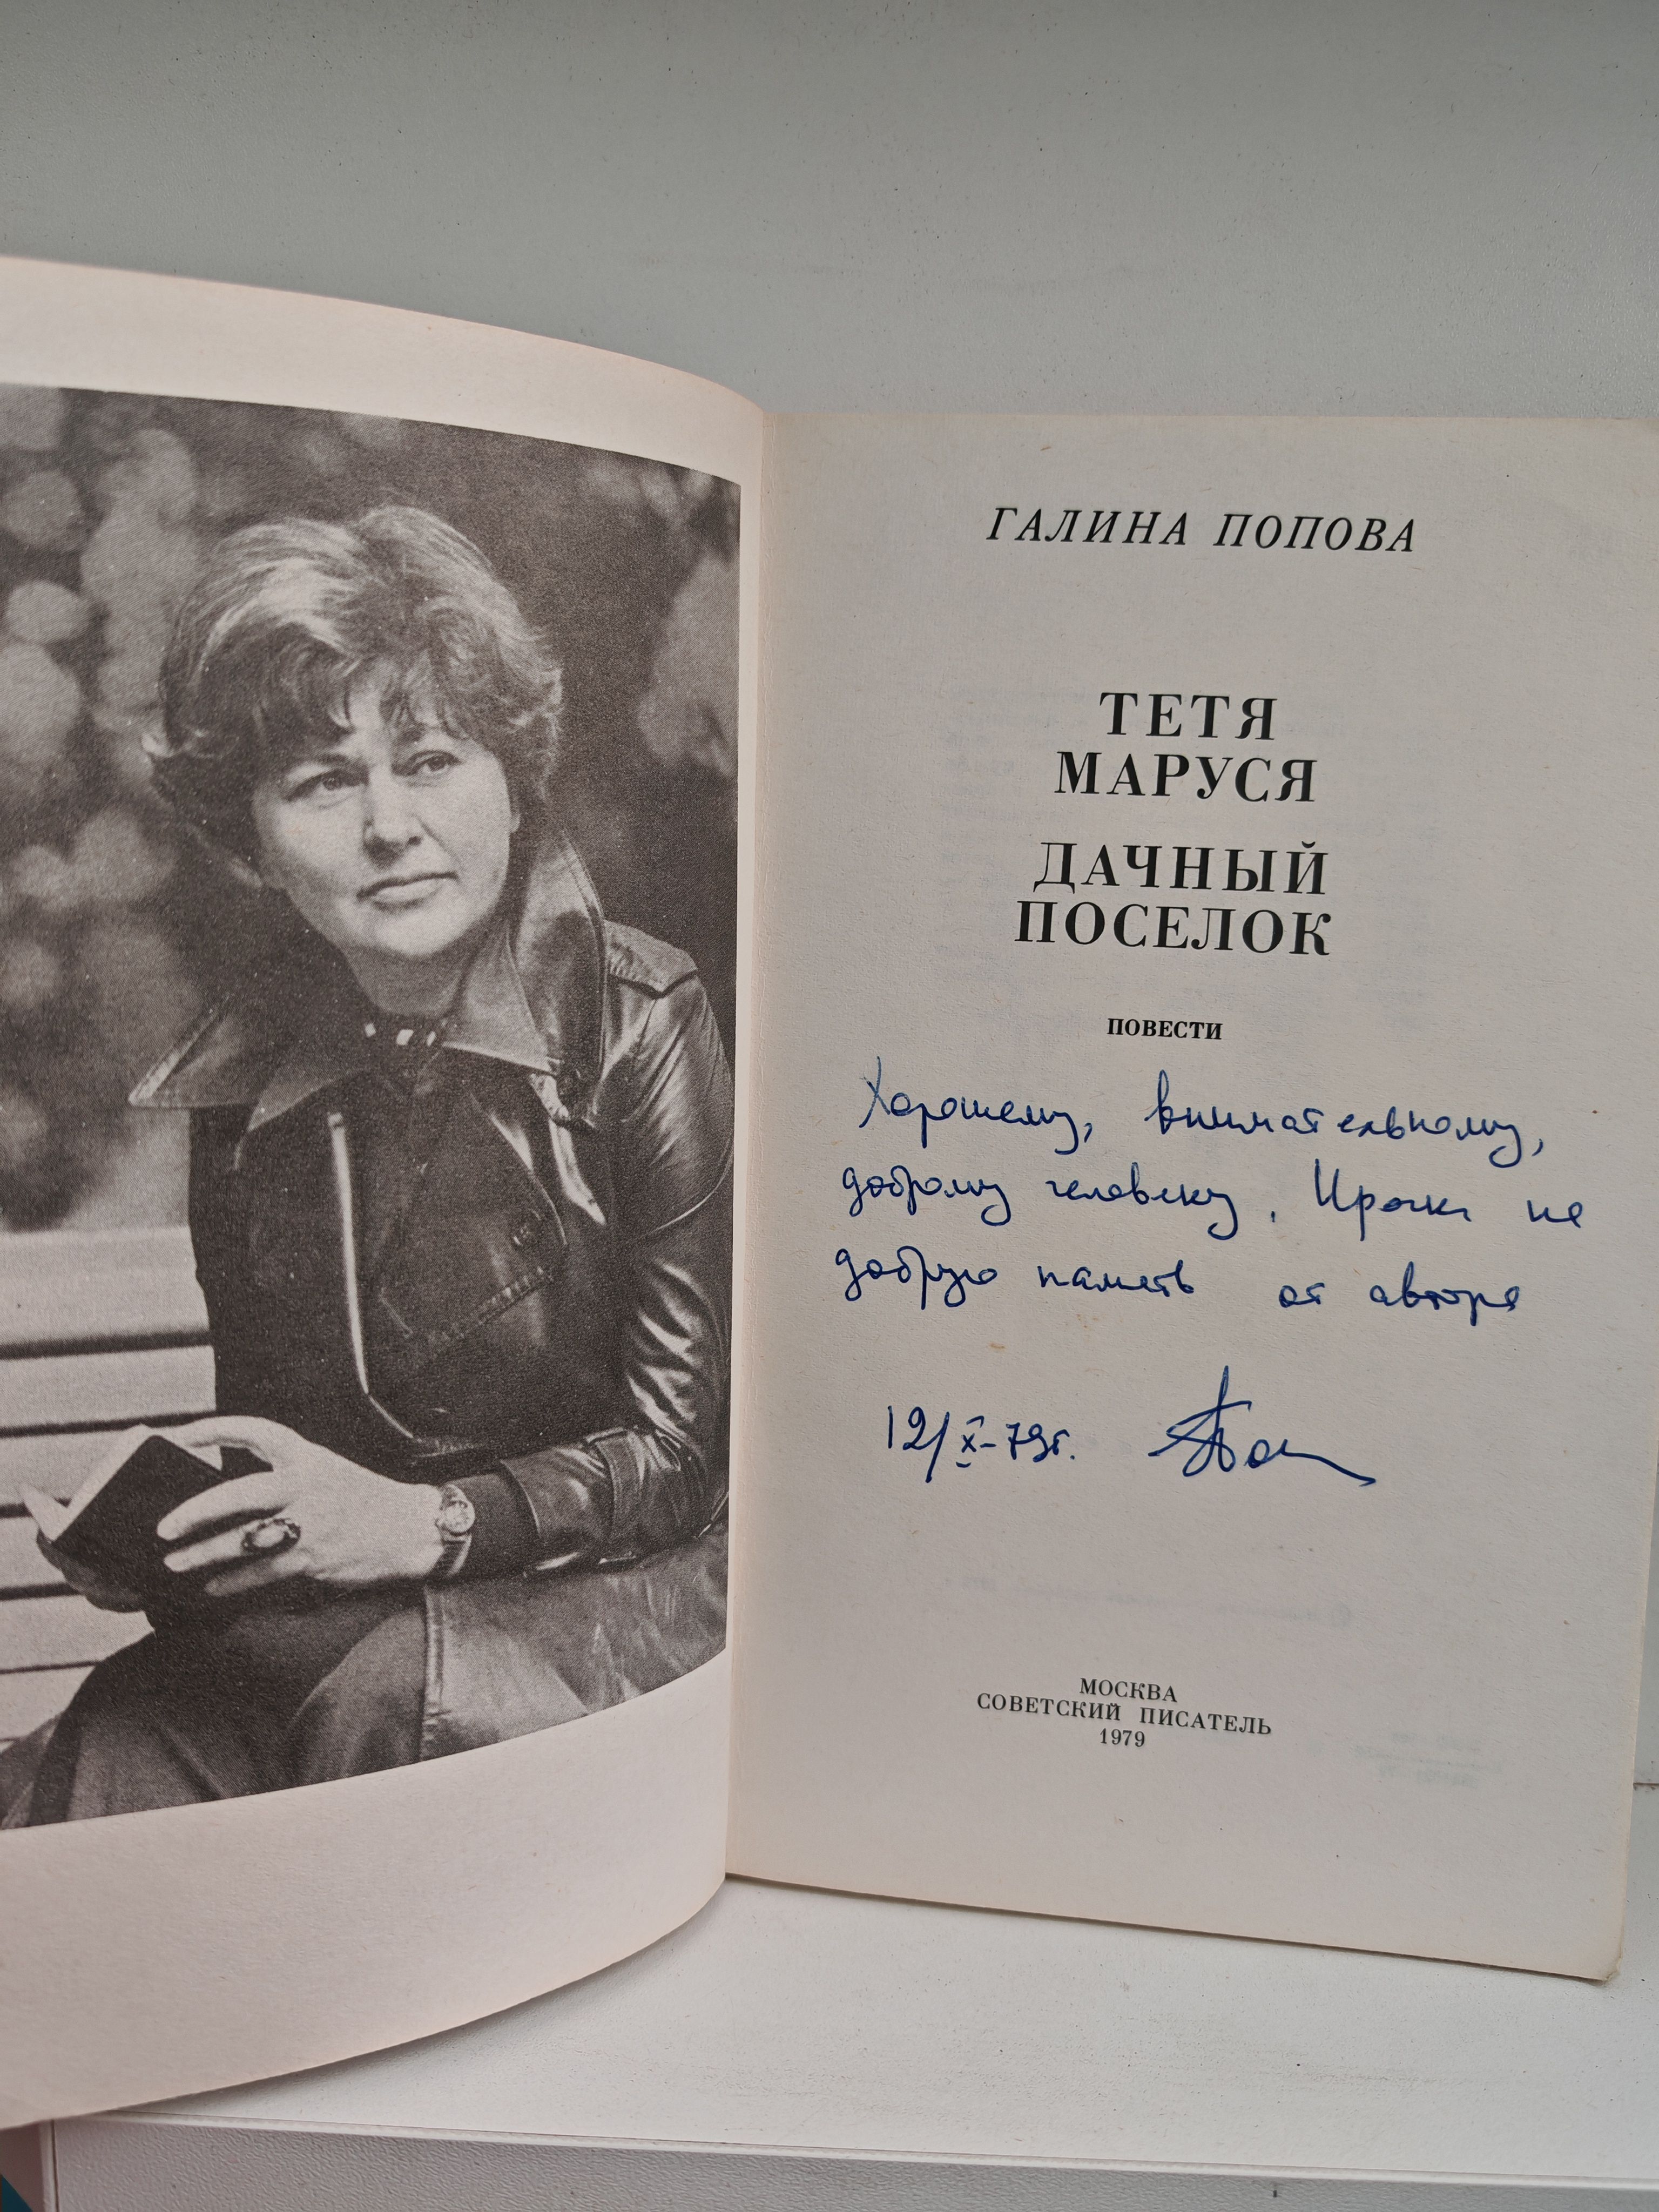 ГАЛИНА ПОПОВА
ТЕТЯ
МАРУСЯ
ДАЧНЫЙ
ПОСЕЛОК
ПОВЕСТИ
Хорошему, внимательному,
доброму человеку, на
добрую память от автора
12/X-79г.
МОСКВА
СОВЕТСКИЙ ПИСАТЕЛЬ
1979